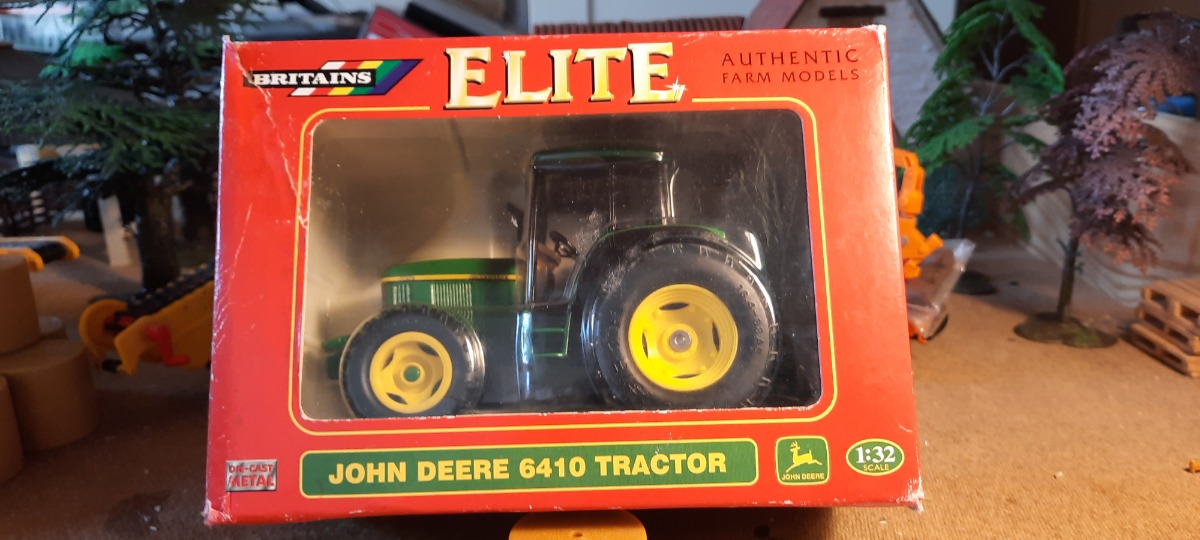 BRITAINS
ELITE
AUTHENTIC
FARM MODELS
DIE-CAST
METAL
JOHN DEERE 6410 TRACTOR
JOHN DEERE
1:32
SCALE